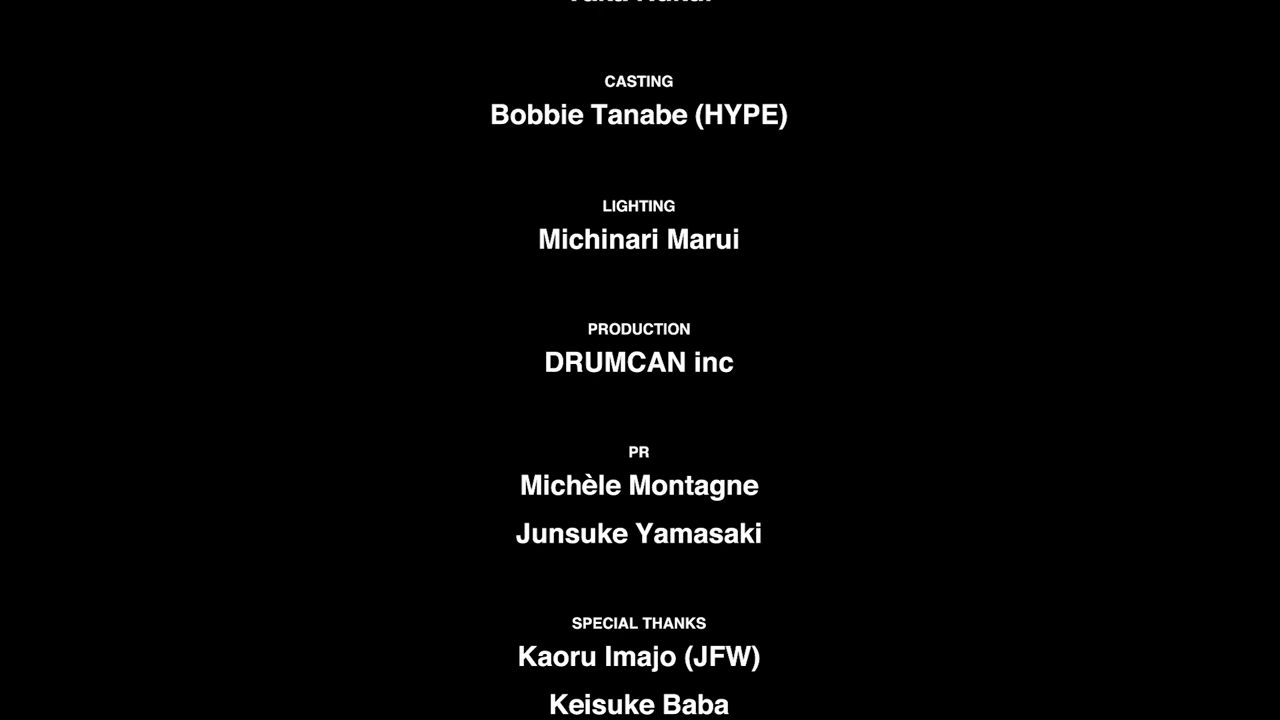 CASTING
Bobbie Tanabe (HYPE)
LIGHTING
Michinari Marui
PRODUCTION
DRUMCAN inc
PR
Michèle Montagne
Junsuke Yamasaki
SPECIAL THANKS
Kaoru Imajo (JFW)
Keisuke Baba